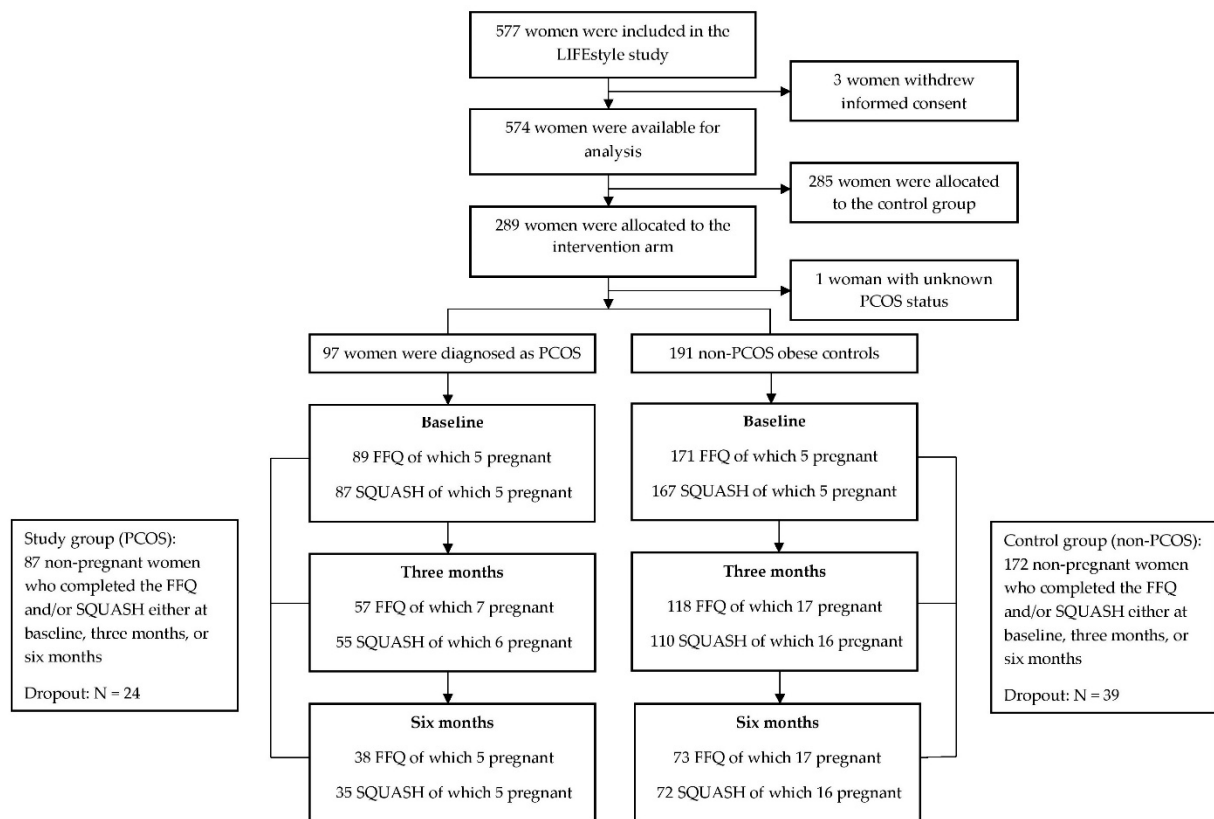 577 women were included in the
LIFEstyle study
3 women withdrew
informed consent
574 women were available for
analysis
285 women were allocated
to the control group
289 women were allocated to the
intervention arm
1 woman with unknown
PCOS status
97 women were diagnosed as PCOS
191 non-PCOS obese controls
Baseline
89 FFQ of which 5 pregnant
87 SQUASH of which 5 pregnant
Baseline
171 FFQ of which 5 pregnant
167 SQUASH of which 5 pregnant
Study group (PCOS):
87 non-pregnant women
who completed the FFQ
and/or SQUASH either at
baseline, three months, or
six months
Dropout: N = 24
Three months
57 FFQ of which 7 pregnant
55 SQUASH of which 6 pregnant
Three months
118 FFQ of which 17 pregnant
110 SQUASH of which 16 pregnant
Control group (non-PCOS):
172 non-pregnant women
who completed the FFQ
and/or SQUASH either at
baseline, three months, or
six months
Dropout: N = 39
Six months
38 FFQ of which 5 pregnant
35 SQUASH of which 5 pregnant
Six months
73 FFQ of which 17 pregnant
72 SQUASH of which 16 pregnant